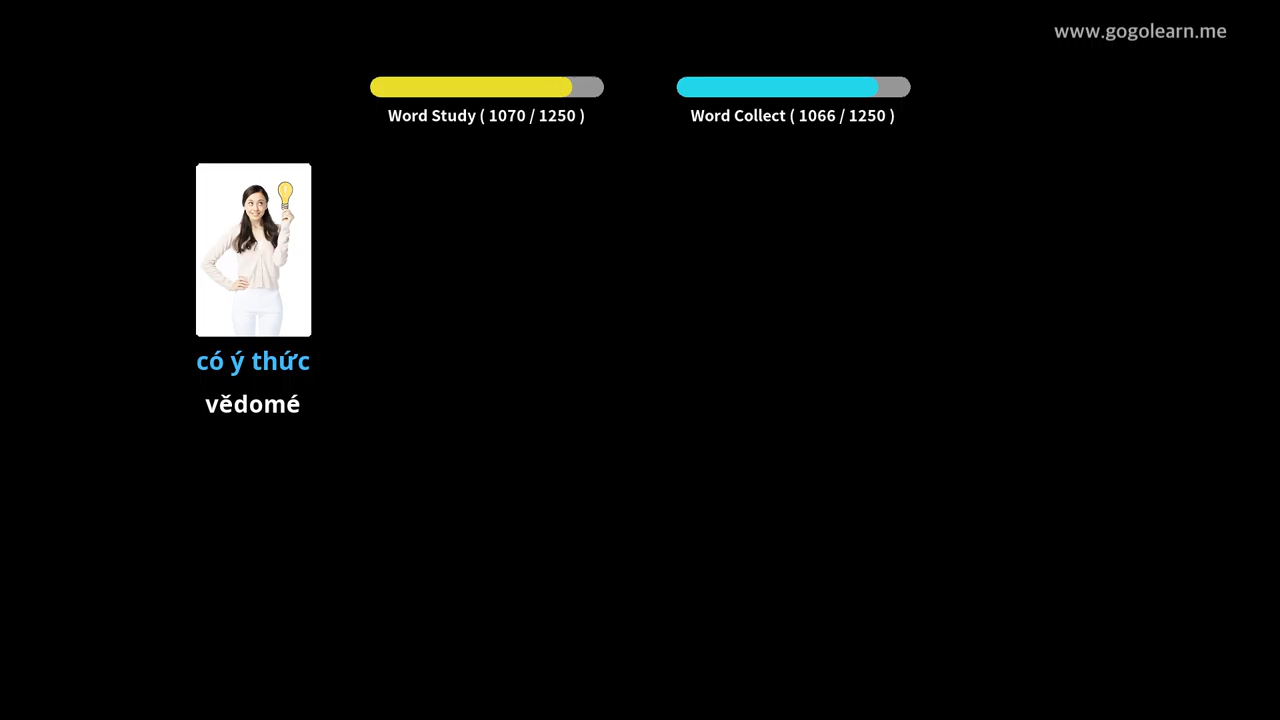 www.gogolearn.me
Word Study ( 1070 / 1250 )
Word Collect ( 1066 / 1250 )
có ý thức
vědomé